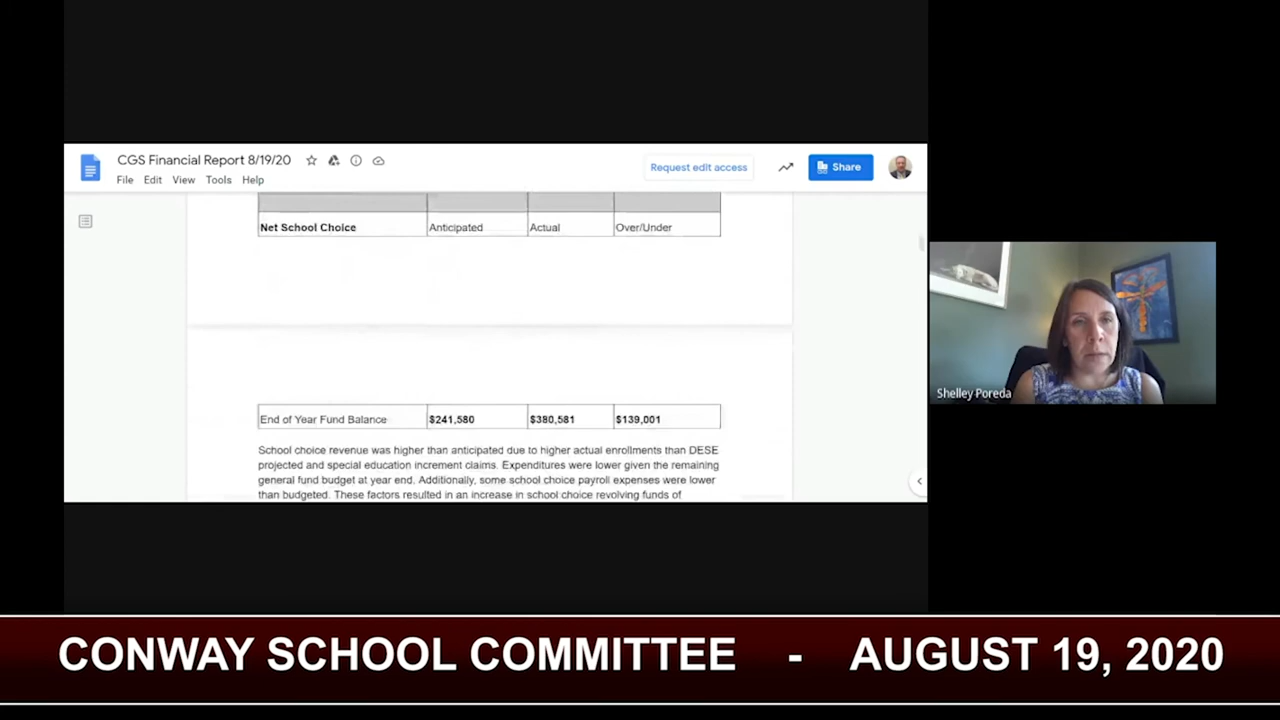 CGS Financial Report 8/19/20
File Edit View Tools Help
Request edit access
Share
Net School Choice Anticipated Actual Over/Under
End of Year Fund Balance $241,580 $380,581 $139,001
School choice revenue was higher than anticipated due to higher actual enrollments than DESE
projected and special education increment claims. Expenditures were lower given the remaining
general fund budget at year end. Additionally, some school choice payroll expenses were lower
than budgeted. These factors resulted in an increase in school choice revolving funds of
Shelley Poreda
CONWAY SCHOOL COMMITTEE - AUGUST 19, 2020